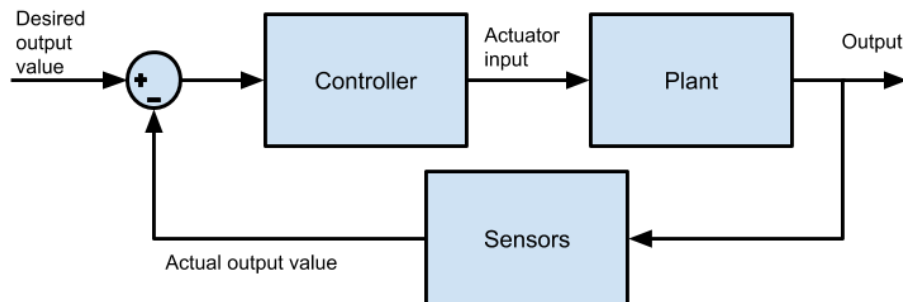 Desired
output
value
+
-
Controller
Actuator
input
Plant
Output
Sensors
Actual output value